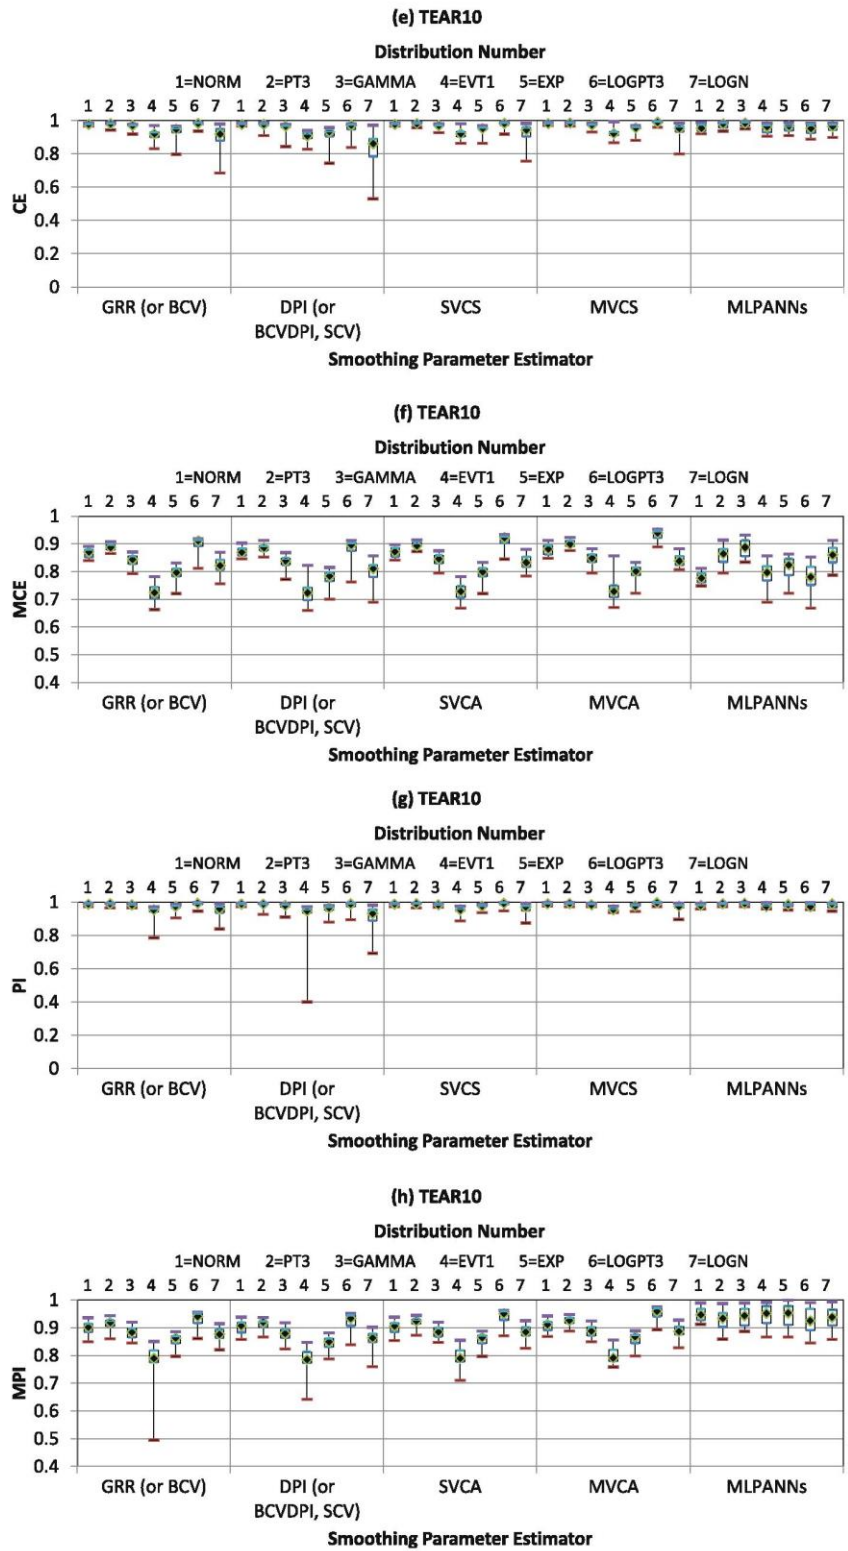 (e) TEAR10
Distribution Number
1=NORM 2=PT3 3=GAMMA 4=EVT1 5=EXP 6=LOGPT3 7=LOGN
1 2 3 4 5 6 7 1 2 3 4 5 6 7 1 2 3 4 5 6 7 1 2 3 4 5 6 7 1 2 3 4 5 6 7
1
0.8
0.6
0.4
0.2
0
CE
GRR (or BCV) DPI (or SVCS MVCS MLPANNs
BCVDPI, SCV)
Smoothing Parameter Estimator
(f) TEAR10
Distribution Number
1=NORM 2=PT3 3=GAMMA 4=EVT1 5=EXP 6=LOGPT3 7=LOGN
1 2 3 4 5 6 7 1 2 3 4 5 6 7 1 2 3 4 5 6 7 1 2 3 4 5 6 7 1 2 3 4 5 6 7
1
0.9
0.8
0.7
0.6
0.5
0.4
MCE
GRR (or BCV) DPI (or SVCA MVCA MLPANNs
BCVDPI, SCV)
Smoothing Parameter Estimator
(g) TEAR10
Distribution Number
1=NORM 2=PT3 3=GAMMA 4=EVT1 5=EXP 6=LOGPT3 7=LOGN
1 2 3 4 5 6 7 1 2 3 4 5 6 7 1 2 3 4 5 6 7 1 2 3 4 5 6 7 1 2 3 4 5 6 7
1
0.8
0.6
0.4
0.2
0
PI
GRR (or BCV) DPI (or SVCS MVCS MLPANNs
BCVDPI, SCV)
Smoothing Parameter Estimator
(h) TEAR10
Distribution Number
1=NORM 2=PT3 3=GAMMA 4=EVT1 5=EXP 6=LOGPT3 7=LOGN
1 2 3 4 5 6 7 1 2 3 4 5 6 7 1 2 3 4 5 6 7 1 2 3 4 5 6 7 1 2 3 4 5 6 7
1
0.9
0.8
0.7
0.6
0.5
0.4
MPI
GRR (or BCV) DPI (or SVCA MVCA MLPANNs
BCVDPI, SCV)
Smoothing Parameter Estimator